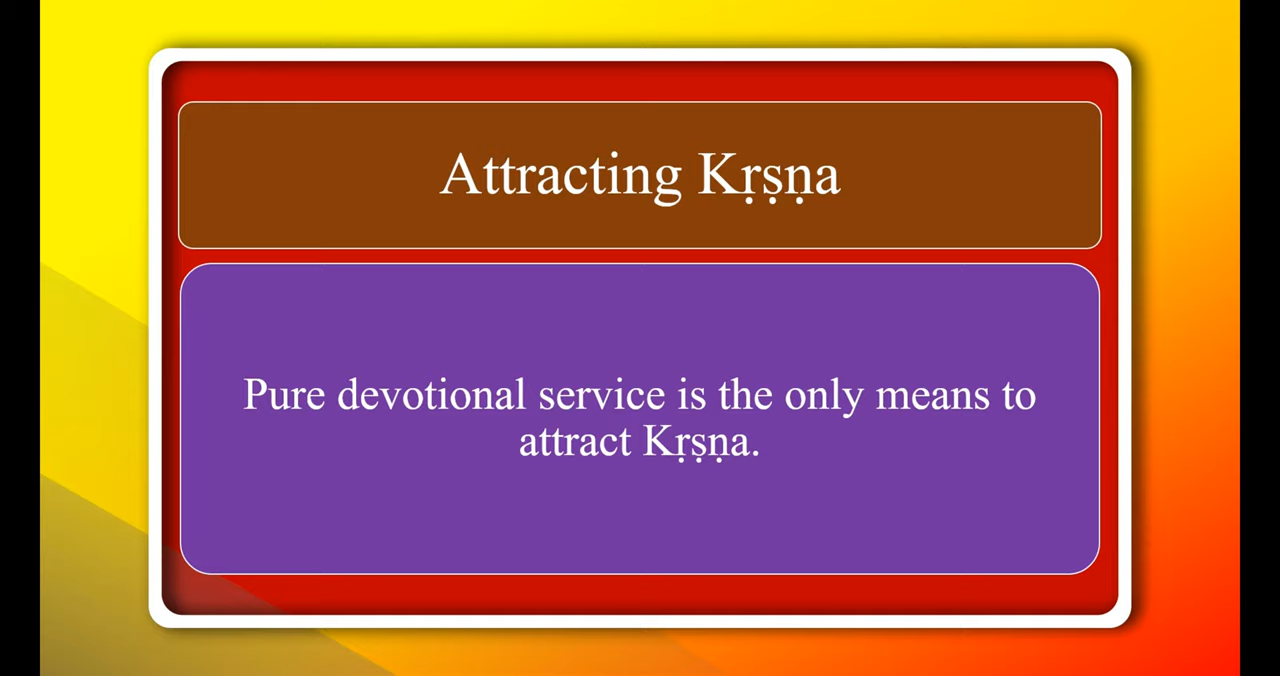 Attracting Kṛṣṇa
Pure devotional service is the only means to
attract Kṛṣṇa.